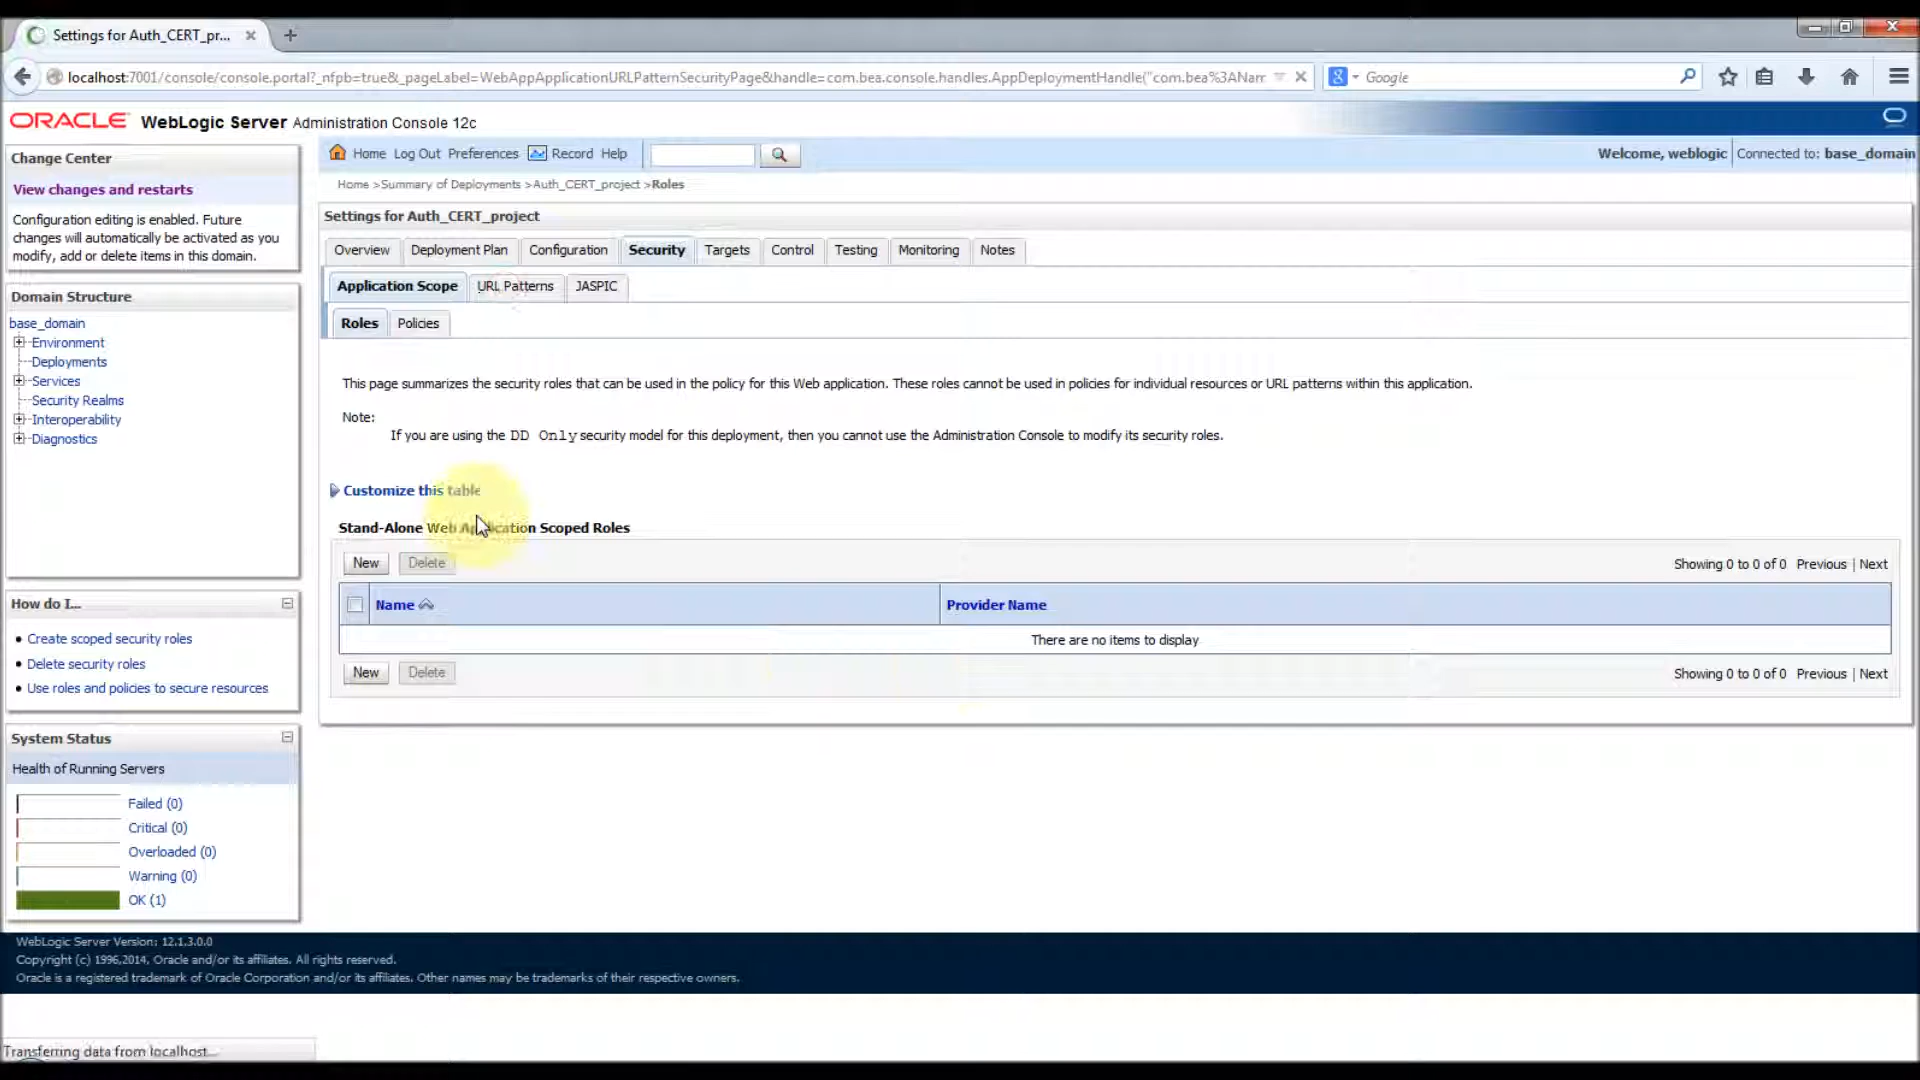 Settings for Auth_CERT_pr...
localhost:7001/console/console.portal?_nfpb=true&_pageLabel=WebAppApplicationURLPatternSecurityPage&handle=com.bea.console.handles.AppDeploymentHandle("com.bea%3ANam
Google
ORACLE WebLogic Server Administration Console 12c
Change Center
View changes and restarts
Configuration editing is enabled. Future
changes will automatically be activated as you
modify, add or delete items in this domain.
Domain Structure
base_domain
Environment
Deployments
Services
Security Realms
Interoperability
Diagnostics
How do I...
Create scoped security roles
Delete security roles
Use roles and policies to secure resources
System Status
Health of Running Servers
Failed (0)
Critical (0)
Overloaded (0)
Warning (0)
OK (1)
Home Log Out Preferences Record Help
Welcome, weblogic Connected to: base_domain
Home >Summary of Deployments >Auth_CERT_project >Roles
Settings for Auth_CERT_project
Overview Deployment Plan Configuration Security Targets Control Testing Monitoring Notes
Application Scope URL Patterns JASPIC
Roles Policies
This page summarizes the security roles that can be used in the policy for this Web application. These roles cannot be used in policies for individual resources or URL patterns within this application.
Note:
If you are using the DD Only security model for this deployment, then you cannot use the Administration Console to modify its security roles.
Customize this table
Stand-Alone Web Application Scoped Roles
New Delete Showing 0 to 0 of 0 Previous | Next
Name Provider Name
There are no items to display
New Delete Showing 0 to 0 of 0 Previous | Next
WebLogic Server Version: 12.1.3.0.0
Copyright (c) 1996,2014, Oracle and/or its affiliates. All rights reserved.
Oracle is a registered trademark of Oracle Corporation and/or its affiliates. Other names may be trademarks of their respective owners.
Transferring data from localhost...